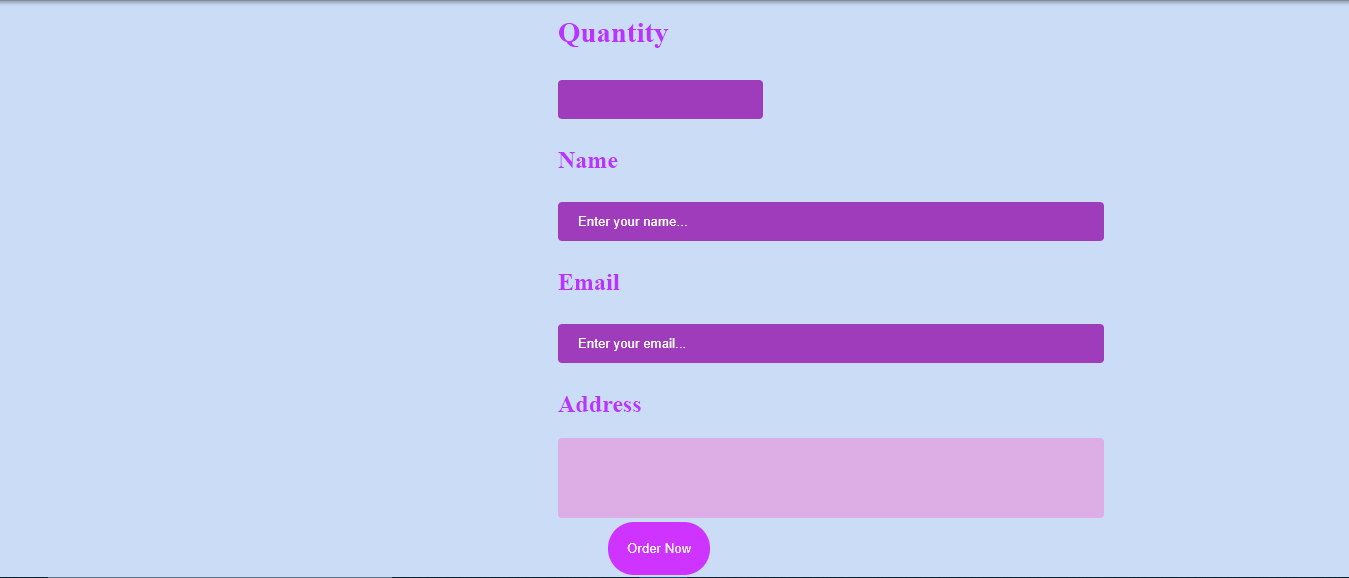 Quantity
Name
Enter your name...
Email
Enter your email...
Address
Order Now